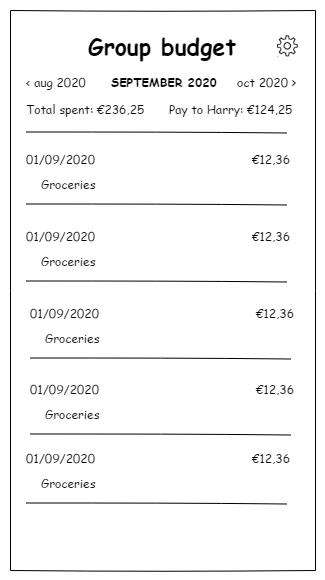 Group budget
‹ aug 2020 SEPTEMBER 2020 oct 2020 ›
Total spent: €236,25 Pay to Harry: €124,25
01/09/2020 €12,36
Groceries
01/09/2020 €12,36
Groceries
01/09/2020 €12,36
Groceries
01/09/2020 €12,36
Groceries
01/09/2020 €12,36
Groceries